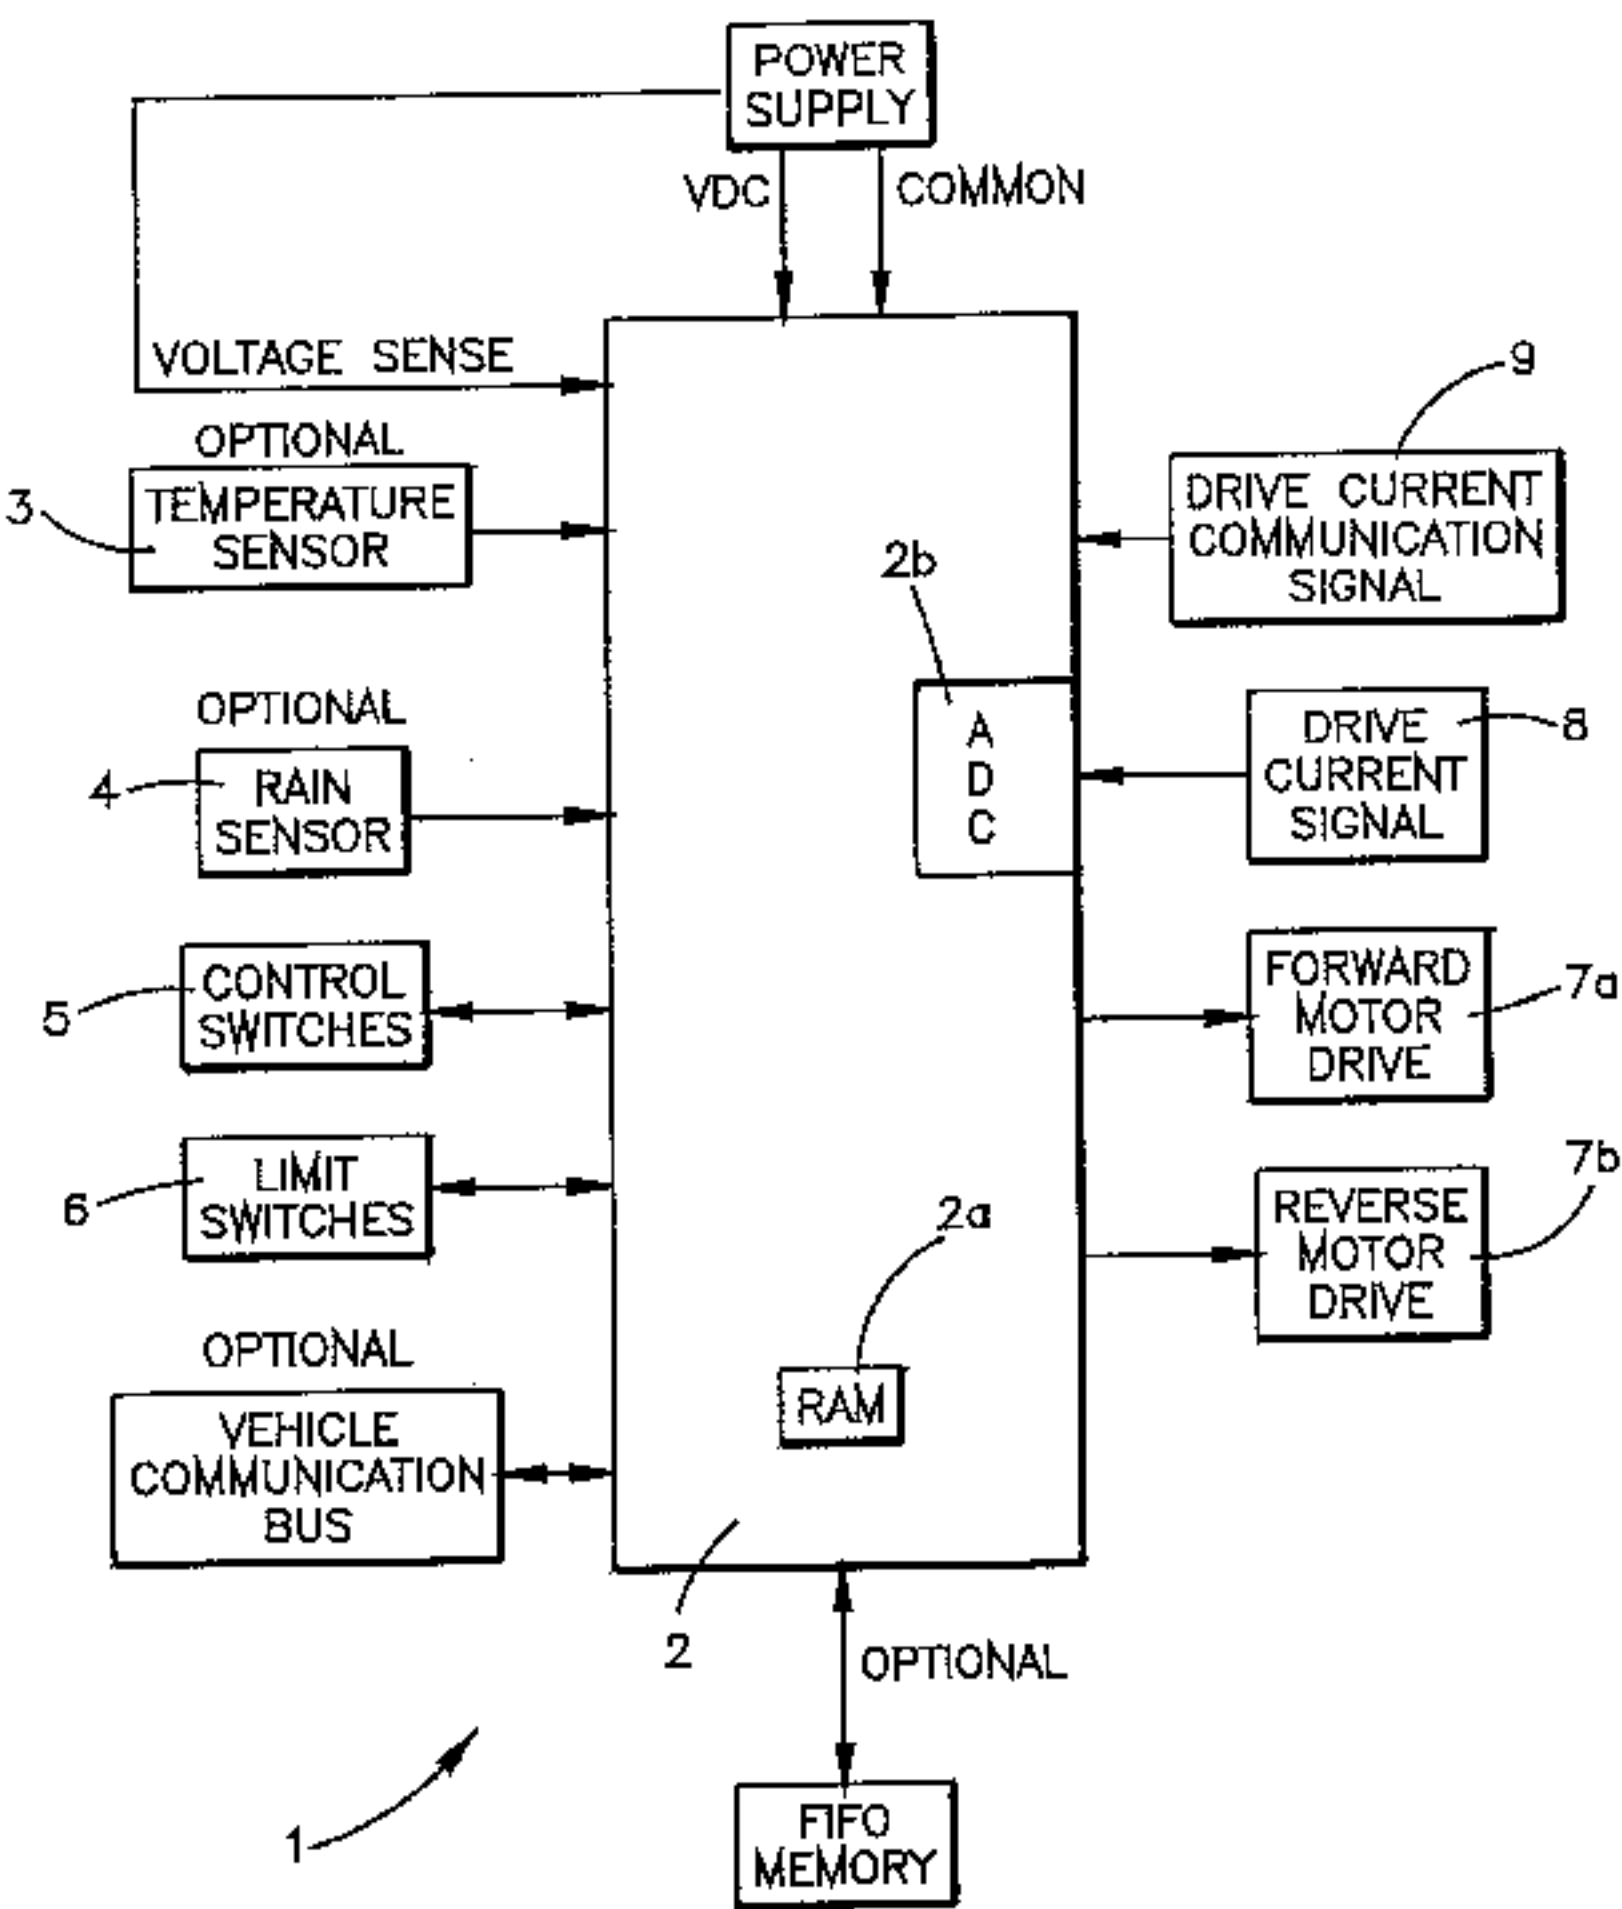 POWER
SUPPLY
VDC
COMMON
VOLTAGE SENSE
9
OPTIONAL
3
TEMPERATURE
SENSOR
DRIVE CURRENT
COMMUNICATION
SIGNAL
2b
OPTIONAL
4
RAIN
SENSOR
A
D
C
DRIVE
CURRENT
SIGNAL
8
5
CONTROL
SWITCHES
FORWARD
MOTOR
DRIVE
7a
6
LIMIT
SWITCHES
7b
REVERSE
MOTOR
DRIVE
2a
OPTIONAL
RAM
VEHICLE
COMMUNICATION
BUS
2
OPTIONAL
1
FIFO
MEMORY